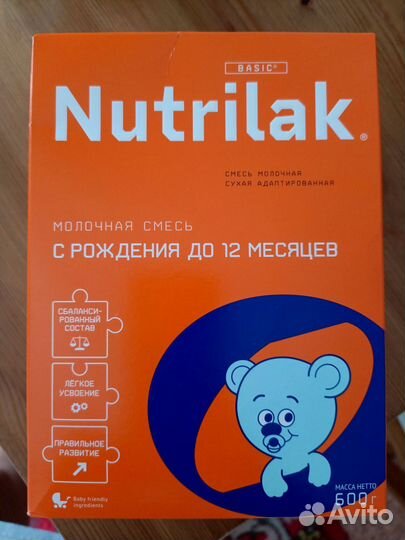 BASIC®
Nutrilak®
СМЕСЬ МОЛОЧНАЯ
СУХАЯ АДАПТИРОВАННАЯ
МОЛОЧНАЯ СМЕСЬ
С РОЖДЕНИЯ ДО 12 МЕСЯЦЕВ
СБАЛАНСИ-
РОВАННЫЙ
СОСТАВ
ЛЁГКОЕ
УСВОЕНИЕ
ПРАВИЛЬНОЕ
РАЗВИТИЕ
Baby friendly
ingredients
МАССА НЕТТО
600 г
Avito